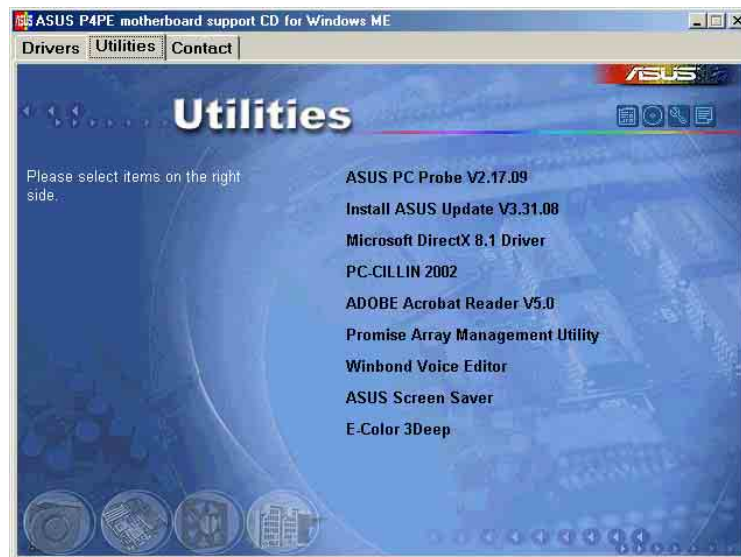 ASUS P4PE motherboard support CD for Windows ME
Drivers Utilities Contact
ASUS
Utilities
Please select items on the right
side.
ASUS PC Probe V2.17.09
Install ASUS Update V3.31.08
Microsoft DirectX 8.1 Driver
PC-CILLIN 2002
ADOBE Acrobat Reader V5.0
Promise Array Management Utility
Winbond Voice Editor
ASUS Screen Saver
E-Color 3Deep